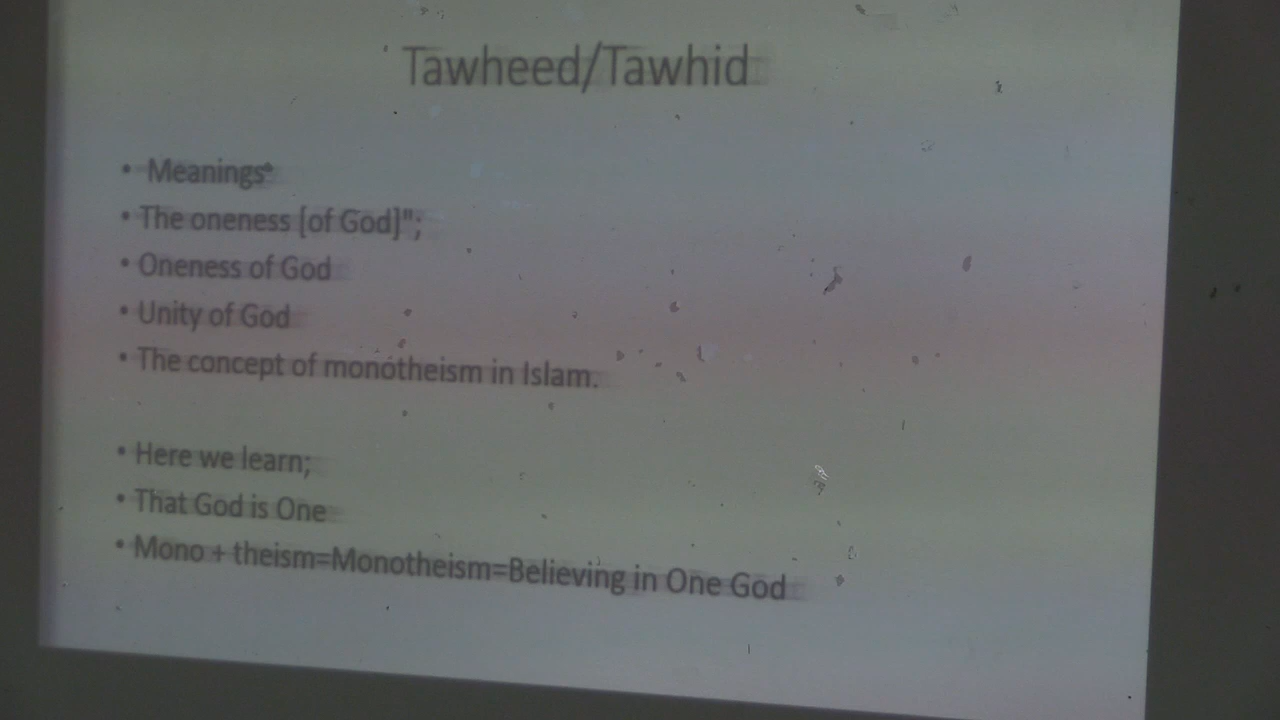 Tawheed/Tawhid
• Meanings
• The oneness [of God]";
• Oneness of God
• Unity of God
• The concept of monotheism in Islam.
• Here we learn;
• That God is One
• Mono + theism=Monotheism=Believing in One God